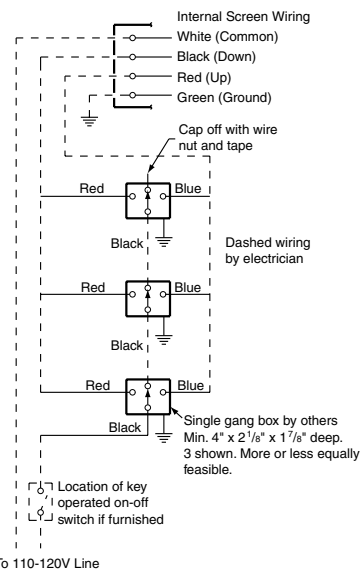 Internal Screen Wiring
White (Common)
Black (Down)
Red (Up)
Green (Ground)
Cap off with wire
nut and tape
Red
Blue
Black
Dashed wiring
by electrician
Red
Blue
Black
Red
Blue
Black
Single gang box by others
Min. 4" x 2 1/8" x 1 7/8" deep.
3 shown. More or less equally
feasible.
Location of key
operated on-off
switch if furnished
To 110-120V Line